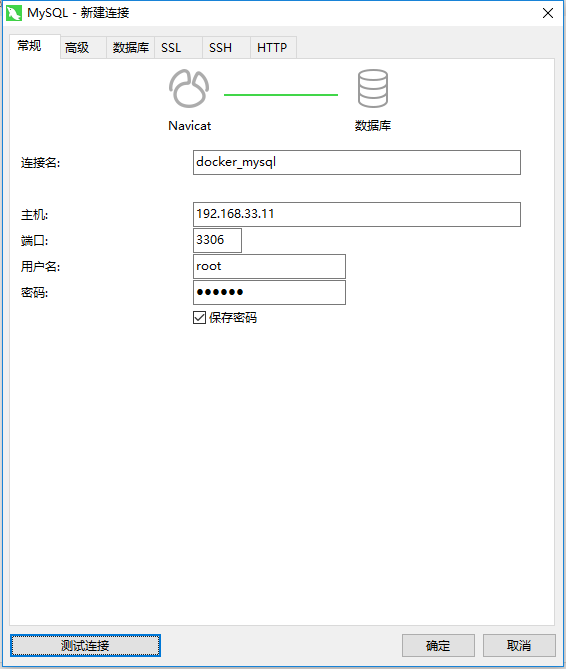 MySQL - 新建连接
常规 高级 数据库 SSL SSH HTTP
Navicat 数据库
连接名: docker_mysql
主机: 192.168.33.11
端口: 3306
用户名: root
密码: ●●●●●●
保存密码
测试连接 确定 取消